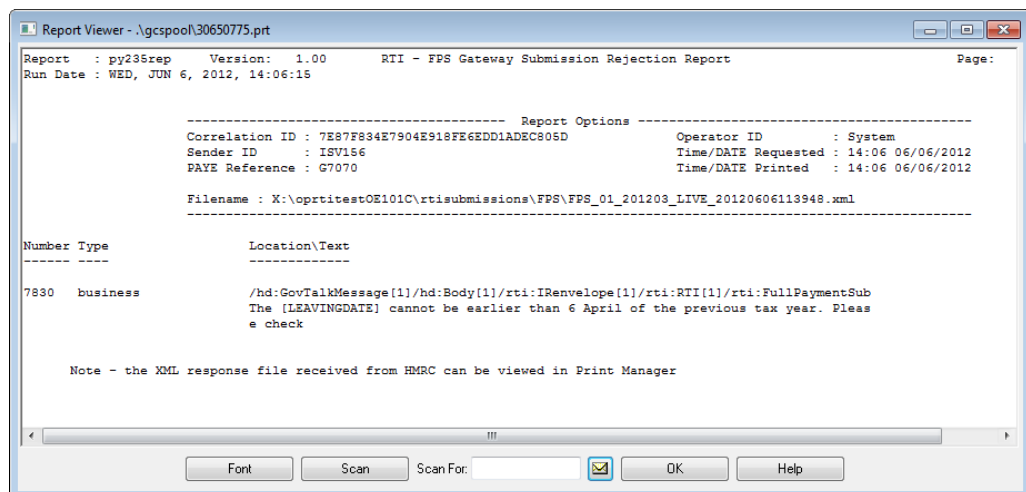 Report Viewer - .\gcspool\30650775.prt
Report : py235rep Version: 1.00 RTI - FPS Gateway Submission Rejection Report Page:
Run Date : WED, JUN 6, 2012, 14:06:15
----------------------------------------- Report Options -------------------------------------------
Correlation ID : 7E87F834E7904E918FE6EDD1ADEC805D Operator ID : System
Sender ID : ISV156 Time/DATE Requested : 14:06 06/06/2012
PAYE Reference : G7070 Time/DATE Printed : 14:06 06/06/2012
Filename : X:\oprtitestOE101C\rtisubmissions\FPS\FPS_01_201203_LIVE_20120606113948.xml
-----------------------------------------------------------------------------------------------------
Number Type Location\Text
------ ---- -------------
7830 business /hd:GovTalkMessage[1]/hd:Body[1]/rti:IRenvelope[1]/rti:RTI[1]/rti:FullPaymentSub
The [LEAVINGDATE] cannot be earlier than 6 April of the previous tax year. Pleas
e check
Note - the XML response file received from HMRC can be viewed in Print Manager
Font Scan Scan For: OK Help